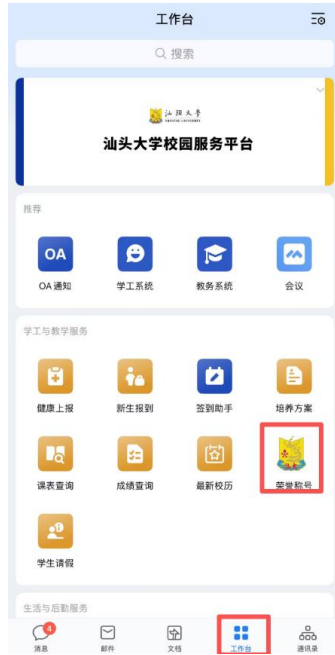 工作台
搜索
汕头大学
汕头大学校园服务平台
推荐
OA
OA通知 学工系统 教务系统 会议
学工与教学服务
健康上报 新生报到 签到助手 培养方案
课表查询 成绩查询 最新校历 荣誉称号
学生请假
生活与后勤服务
4
消息 邮件 文档 工作台 通讯录